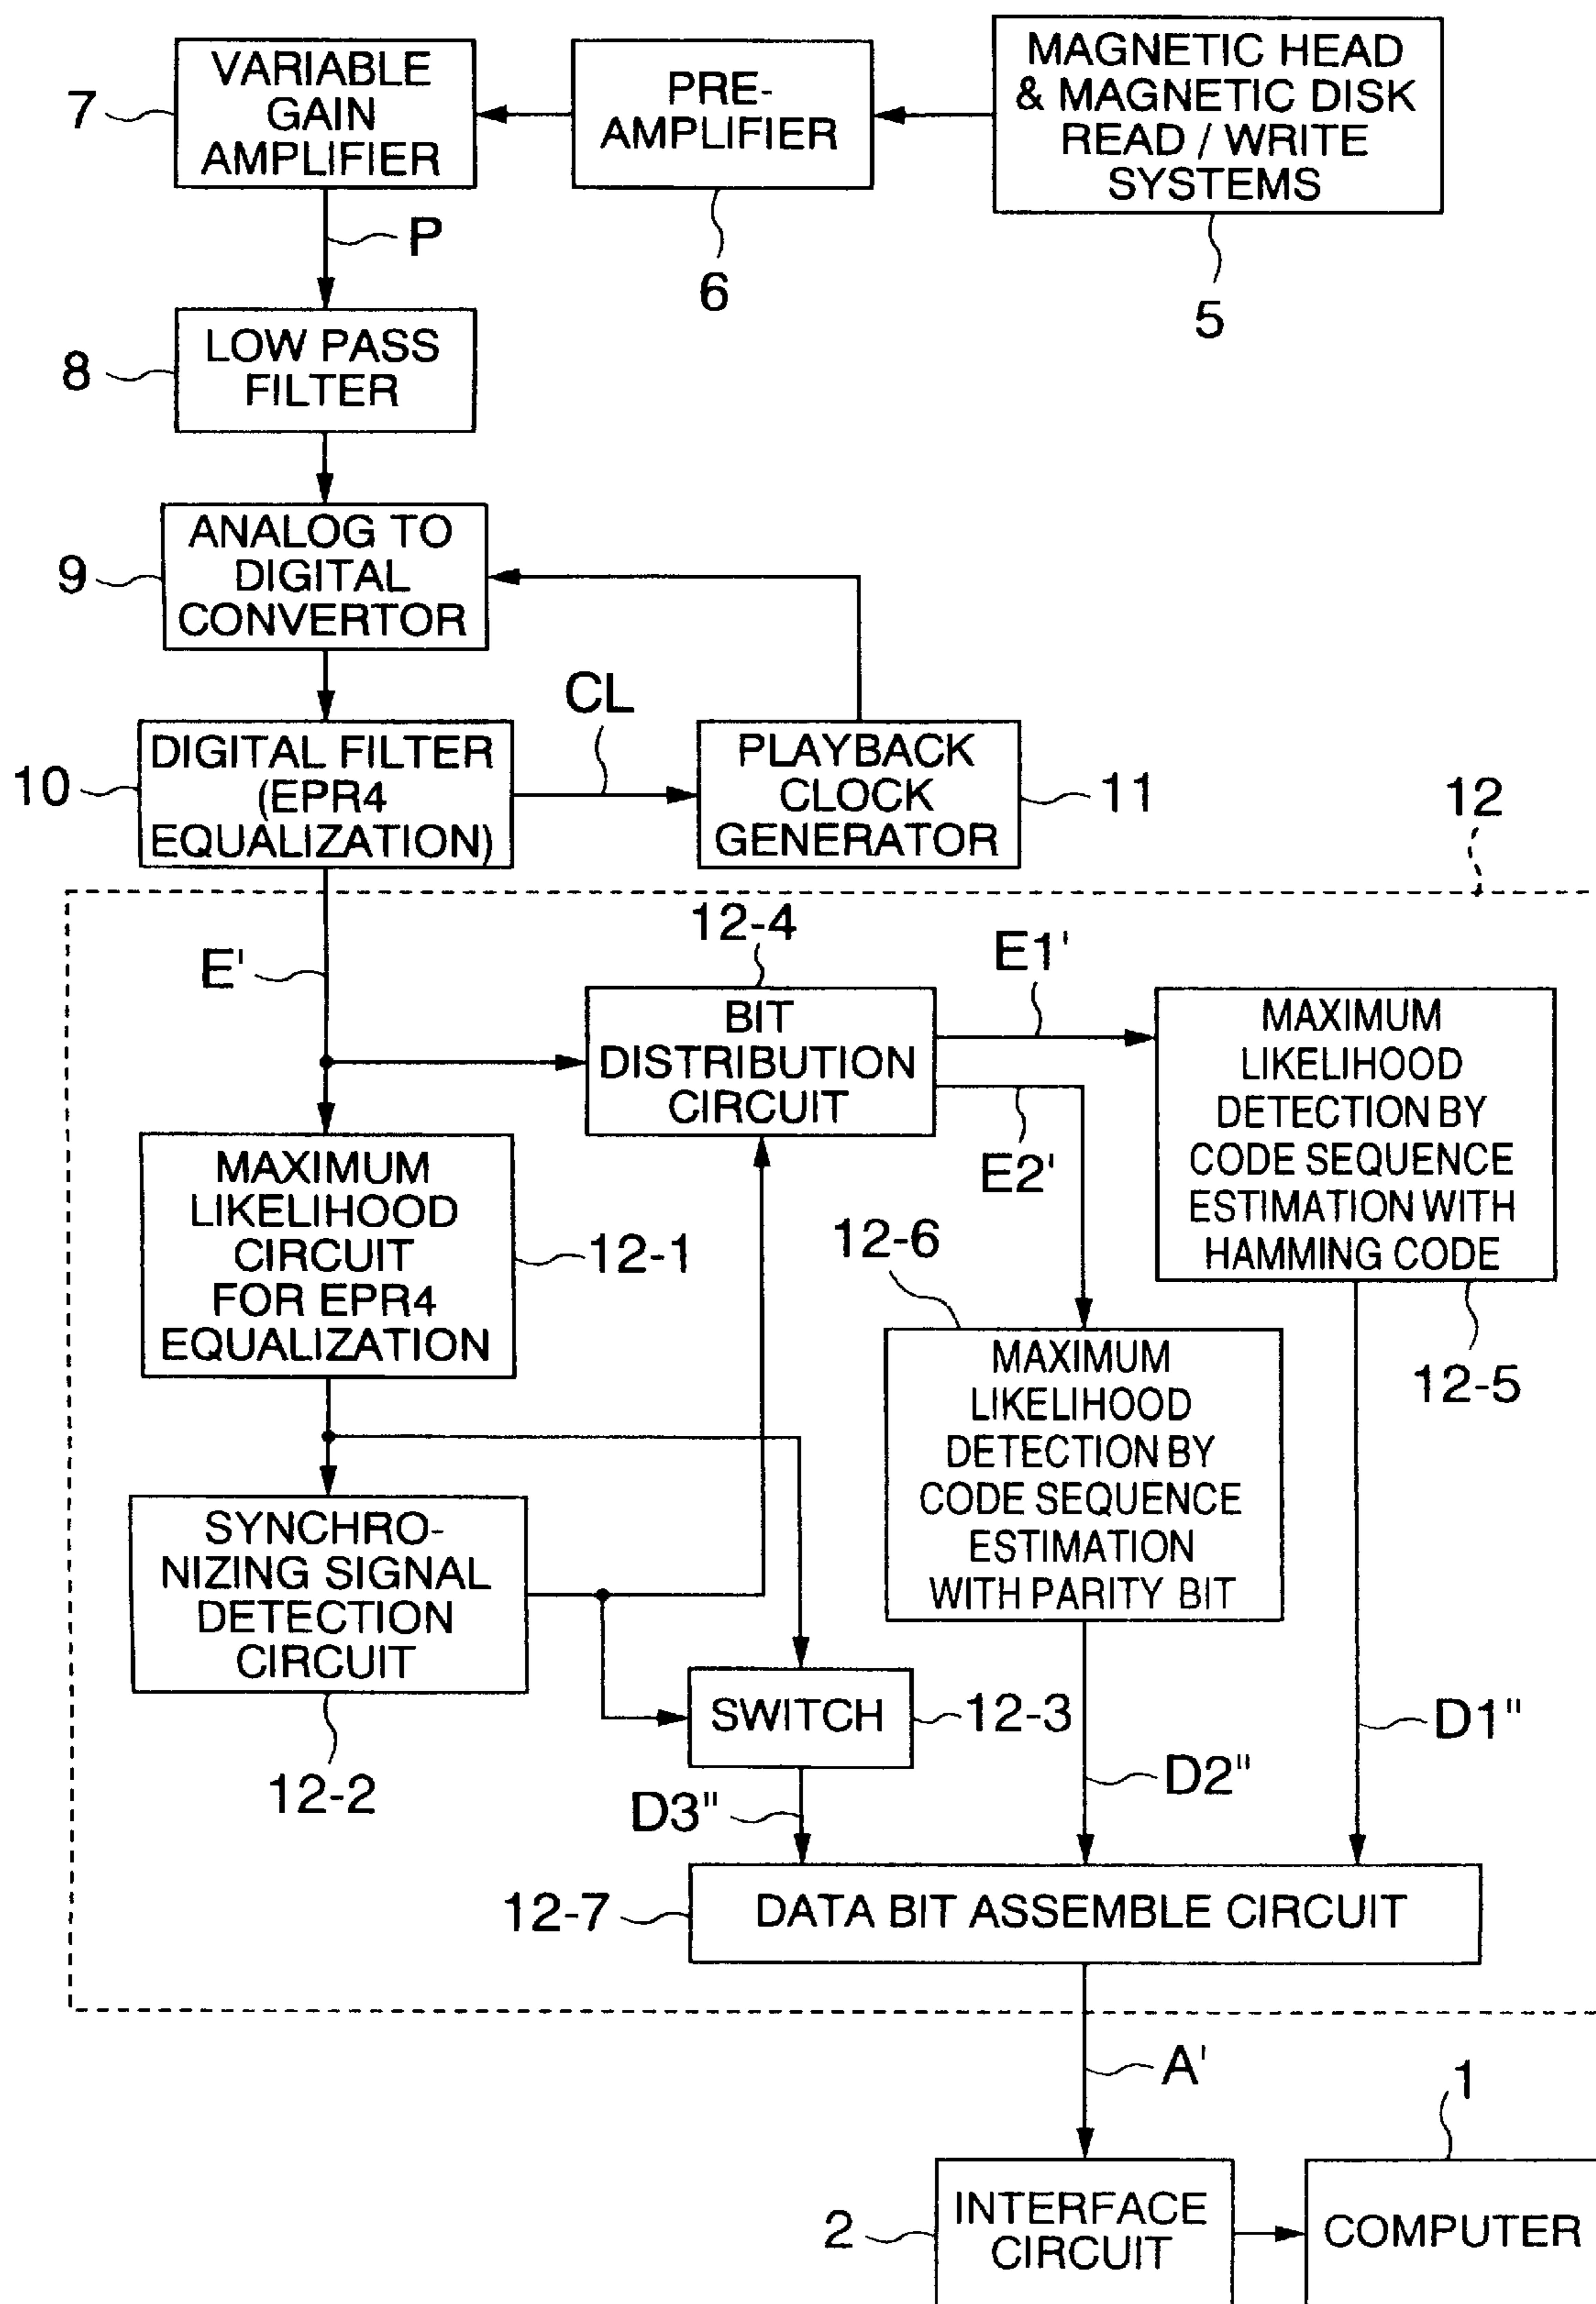 VARIABLE
GAIN
AMPLIFIER
7
PRE-
AMPLIFIER
6
MAGNETIC HEAD
& MAGNETIC DISK
READ / WRITE
SYSTEMS
5
P
LOW PASS
FILTER
8
ANALOG TO
DIGITAL
CONVERTOR
9
CL
DIGITAL FILTER
(EPR4
EQUALIZATION)
10
PLAYBACK
CLOCK
GENERATOR
11
12
E'
12-4
BIT
DISTRIBUTION
CIRCUIT
E1'
E2'
MAXIMUM
LIKELIHOOD
DETECTION BY
CODE SEQUENCE
ESTIMATION WITH
HAMMING CODE
12-5
MAXIMUM
LIKELIHOOD
CIRCUIT
FOR EPR4
EQUALIZATION
12-1
12-6
MAXIMUM
LIKELIHOOD
DETECTION BY
CODE SEQUENCE
ESTIMATION
WITH PARITY BIT
SYNCHRO-
NIZING SIGNAL
DETECTION
CIRCUIT
12-2
SWITCH
12-3
D1"
D2"
D3"
12-7
DATA BIT ASSEMBLE CIRCUIT
A'
1
2
INTERFACE
CIRCUIT
COMPUTER